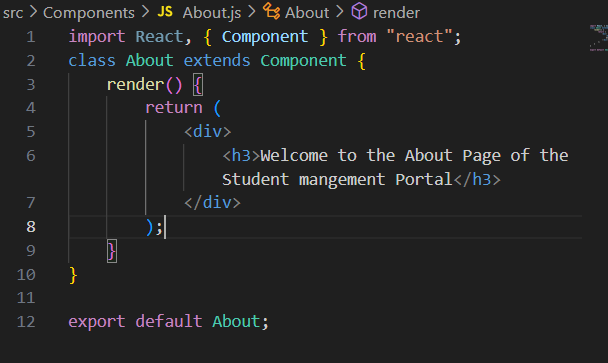 src > Components > JS About.js > About > render
1 import React, { Component } from "react";
2 class About extends Component {
3 render() {
4 return (
5 <div>
6 <h3>Welcome to the About Page of the
Student mangement Portal</h3>
7 </div>
8 );
9 }
10 }
11
12 export default About;